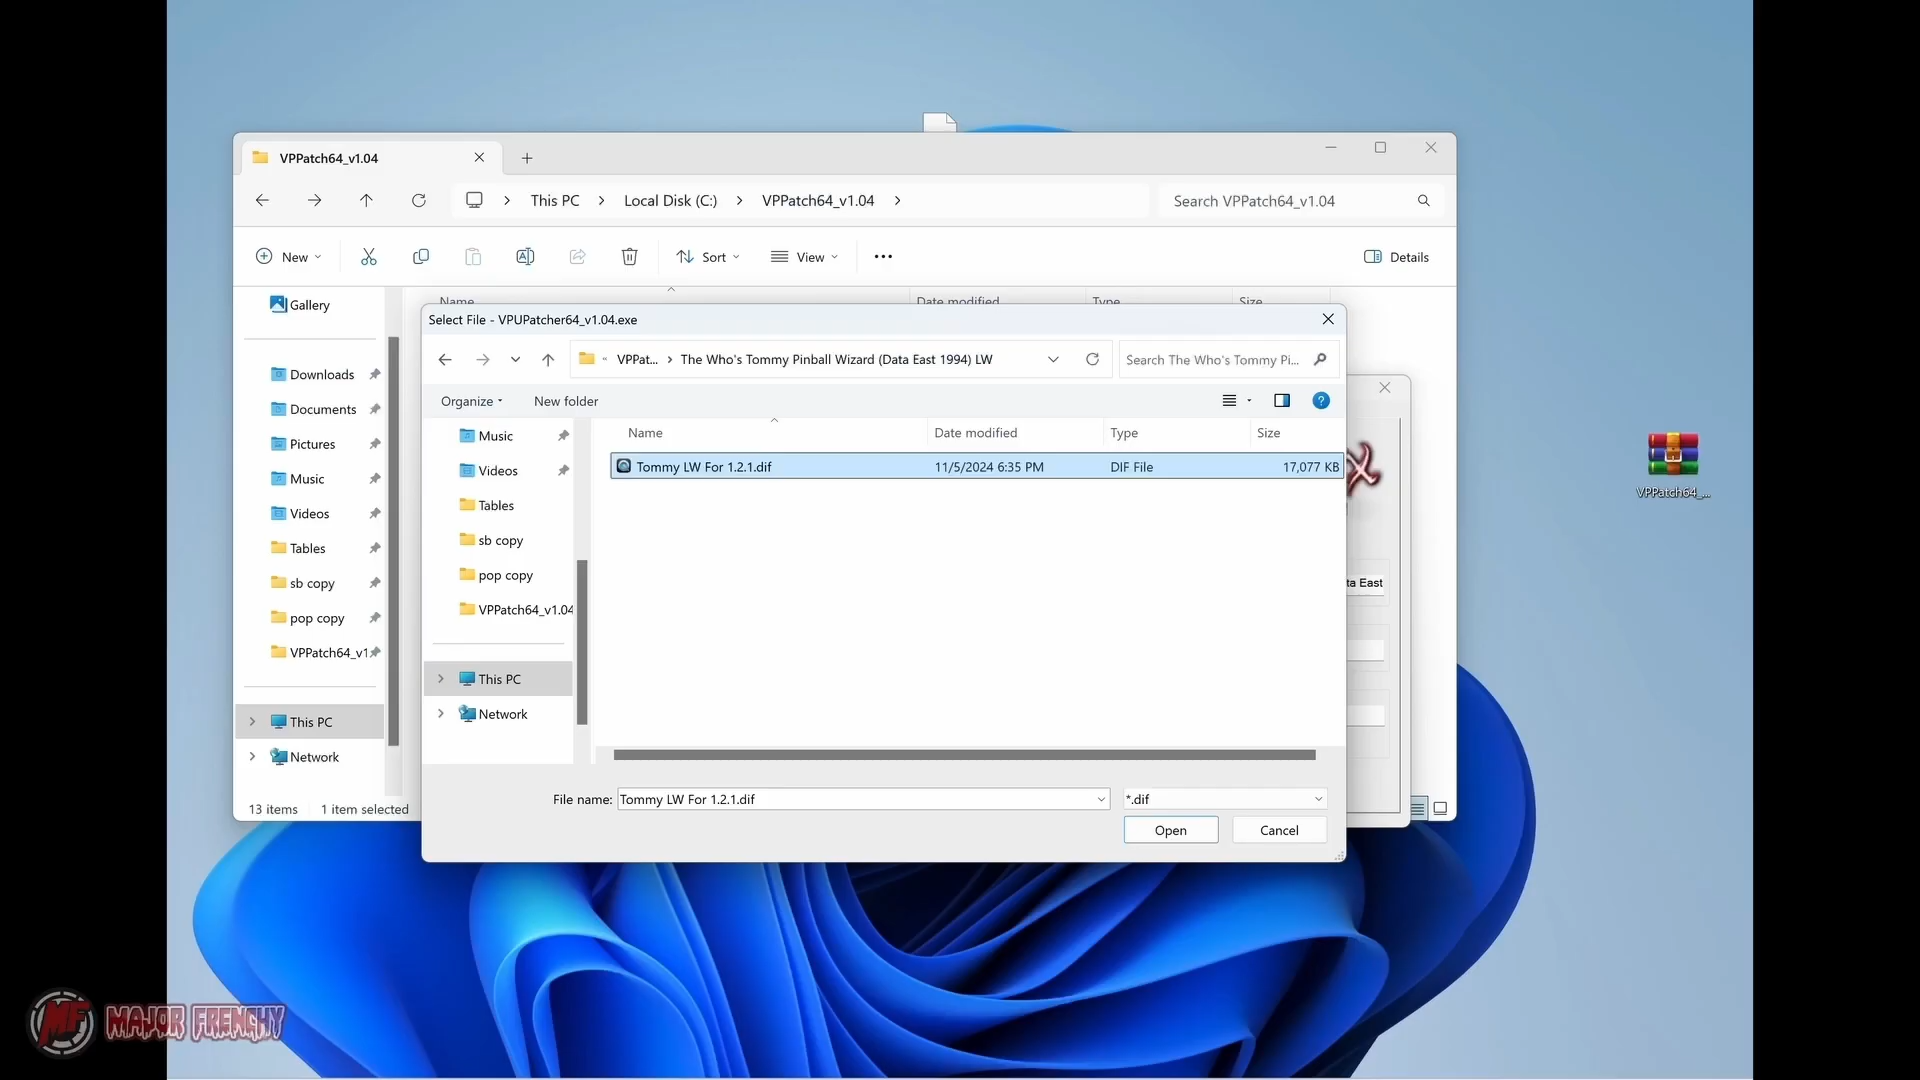 VPPatch64_v1.04
This PC
Local Disk (C:)
VPPatch64_v1.04
Search VPPatch64_v1.04
New
Sort
View
Details
Name
Date modified
Type
Size
Gallery
Downloads
Documents
Pictures
Music
Videos
Tables
sb copy
pop copy
VPPatch64_v1
This PC
Network
13 items
1 item selected
Select File - VPUPatcher64_v1.04.exe
VPPat...
The Who's Tommy Pinball Wizard (Data East 1994) LW
Search The Who's Tommy Pi...
Organize
New folder
Music
Videos
Tables
sb copy
pop copy
VPPatch64_v1.04
This PC
Network
Name
Date modified
Type
Size
Tommy LW For 1.2.1.dif
11/5/2024 6:35 PM
DIF File
17,077 KB
File name:
Tommy LW For 1.2.1.dif
*.dif
Open
Cancel
ta East
VPPatch64_...
MF
MAJOR FRENCHY